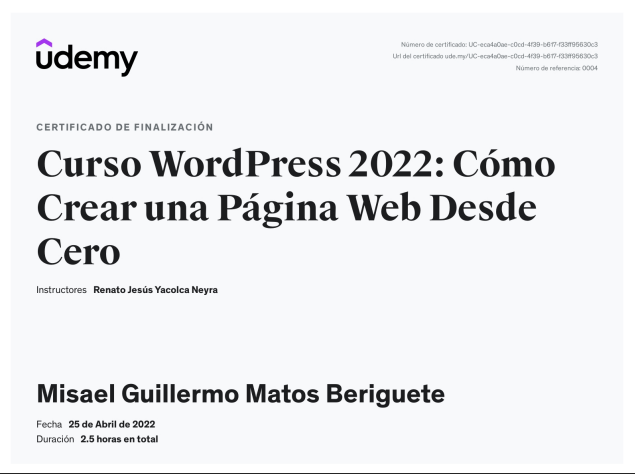 udemy
Número de certificado: UC-eca4a0ae-c0cd-4f39-b617-f33ff95630c3
Url del certificado ude.my/UC-eca4a0ae-c0cd-4f39-b617-f33ff95630c3
Número de referencia: 0004
CERTIFICADO DE FINALIZACIÓN
Curso WordPress 2022: Cómo
Crear una Página Web Desde
Cero
Instructores Renato Jesús Yacolca Neyra
Misael Guillermo Matos Beriguete
Fecha 25 de Abril de 2022
Duración 2.5 horas en total